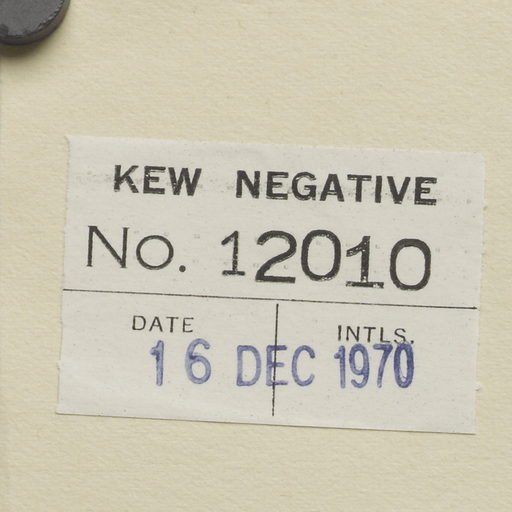 KEW NEGATIVE
No. 12010
DATE INTLS.
16 DEC 1970